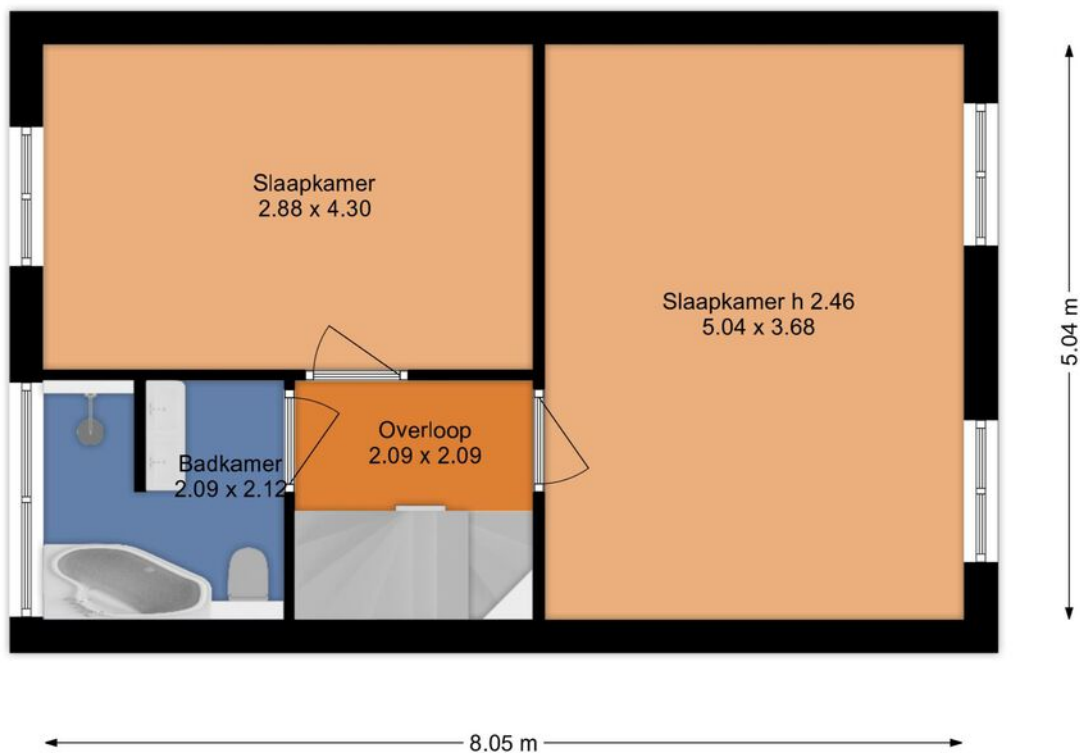 Slaapkamer
2.88 x 4.30
Slaapkamer h 2.46
5.04 x 3.68
5.04 m
Overloop
2.09 x 2.09
Badkamer
2.09 x 2.12
8.05 m